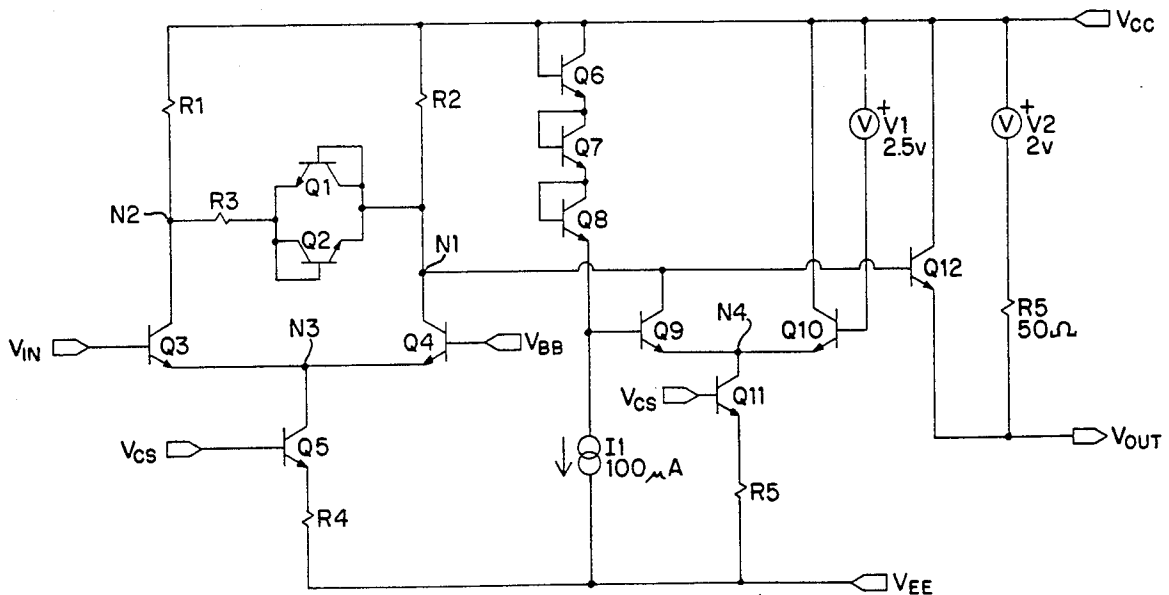 VCC
Q6
R1
R2
+
V1
2.5v
+
V2
2v
V
V
Q7
Q1
R3
N2
Q8
Q2
N1
Q12
R5
50Ω
VIN
Q3
N3
Q4
VBB
Q9
N4
Q10
VCS
Q11
VCS
Q5
I1
100μA
VOUT
R5
R4
VEE